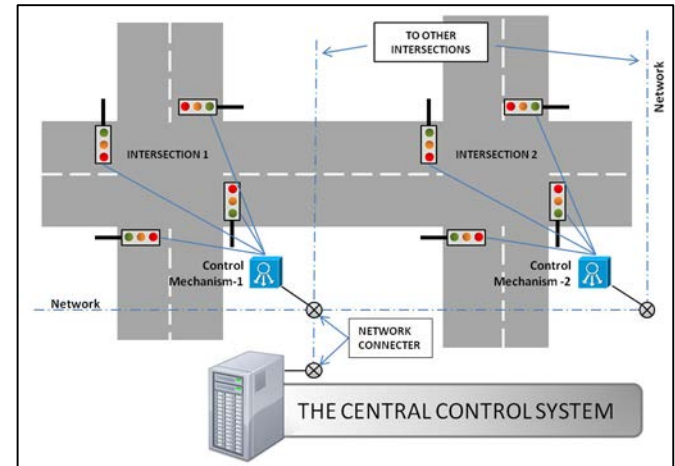 TO OTHER
INTERSECTIONS
Network
INTERSECTION 1
INTERSECTION 2
Control
Mechanism-1
Control
Mechanism -2
Network
NETWORK
CONNECTER
THE CENTRAL CONTROL SYSTEM